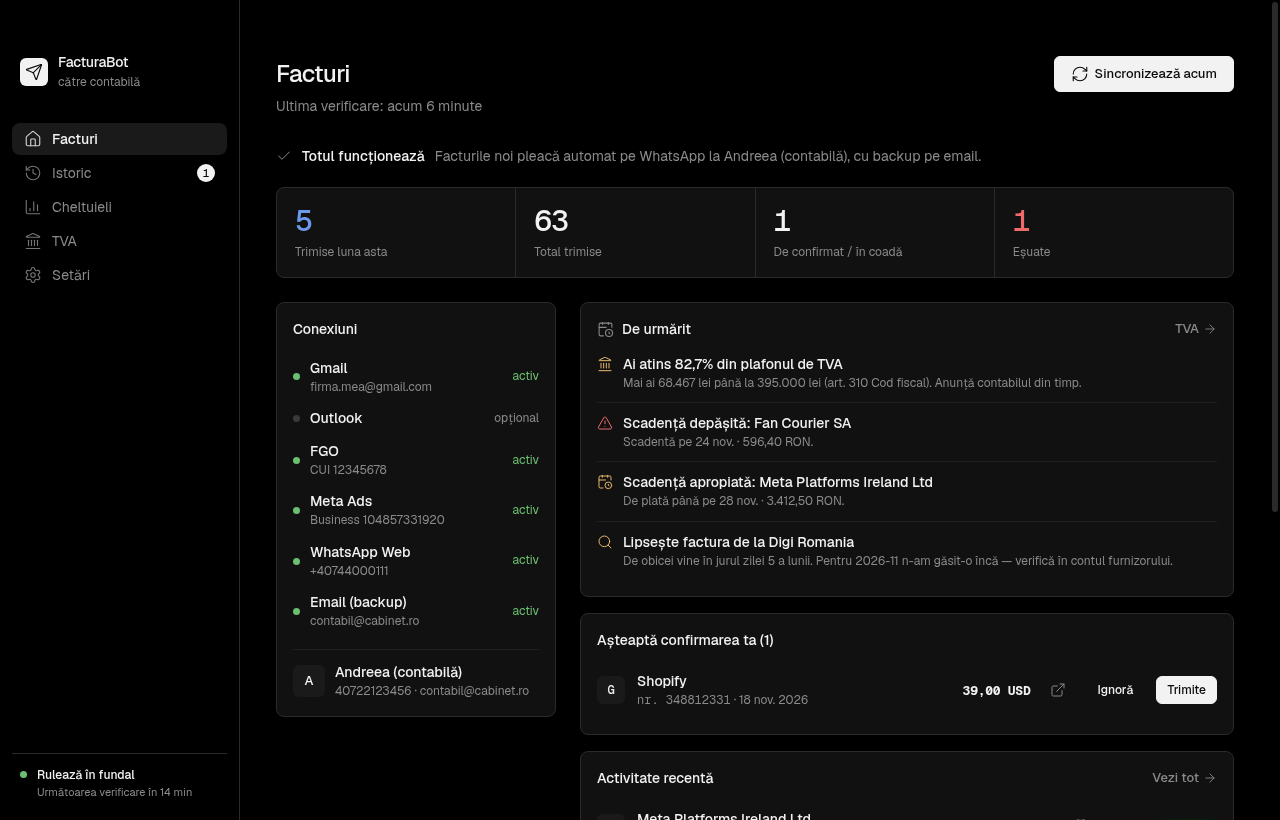 FacturaBot
către contabilă
Facturi
Istoric
1
Cheltuieli
TVA
Setări
Rulează în fundal
Următoarea verificare în 14 min
Facturi
Ultima verificare: acum 6 minute
Sincronizează acum
Totul funcționează Facturile noi pleacă automat pe WhatsApp la Andreea (contabilă), cu backup pe email.
5
Trimise luna asta
63
Total trimise
1
De confirmat / în coadă
1
Eșuate
Conexiuni
Gmail
firma.mea@gmail.com
activ
Outlook
opțional
FGO
CUI 12345678
activ
Meta Ads
Business 104857331920
activ
WhatsApp Web
+40744000111
activ
Email (backup)
contabil@cabinet.ro
activ
A
Andreea (contabilă)
40722123456 · contabil@cabinet.ro
De urmărit
TVA
Ai atins 82,7% din plafonul de TVA
Mai ai 68.467 lei până la 395.000 lei (art. 310 Cod fiscal). Anunță contabilul din timp.
Scadență depășită: Fan Courier SA
Scadentă pe 24 nov. · 596,40 RON.
Scadență apropiată: Meta Platforms Ireland Ltd
De plată până pe 28 nov. · 3.412,50 RON.
Lipsește factura de la Digi Romania
De obicei vine în jurul zilei 5 a lunii. Pentru 2026-11 n-am găsit-o încă — verifică în contul furnizorului.
Așteaptă confirmarea ta (1)
G
Shopify
nr. 348812331 · 18 nov. 2026
39,00 USD
Ignoră
Trimite
Activitate recentă
Vezi tot
Meta Platforms Ireland Ltd